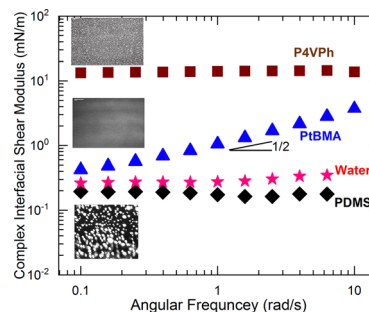 Complex Interfacial Shear Modulus (mN/m)
10^2
10^1
10^0
10^-1
10^-2
P4VPh
PtBMA
1/2
Water
PDMS
0.1
1
10
Angular Frequncey (rad/s)